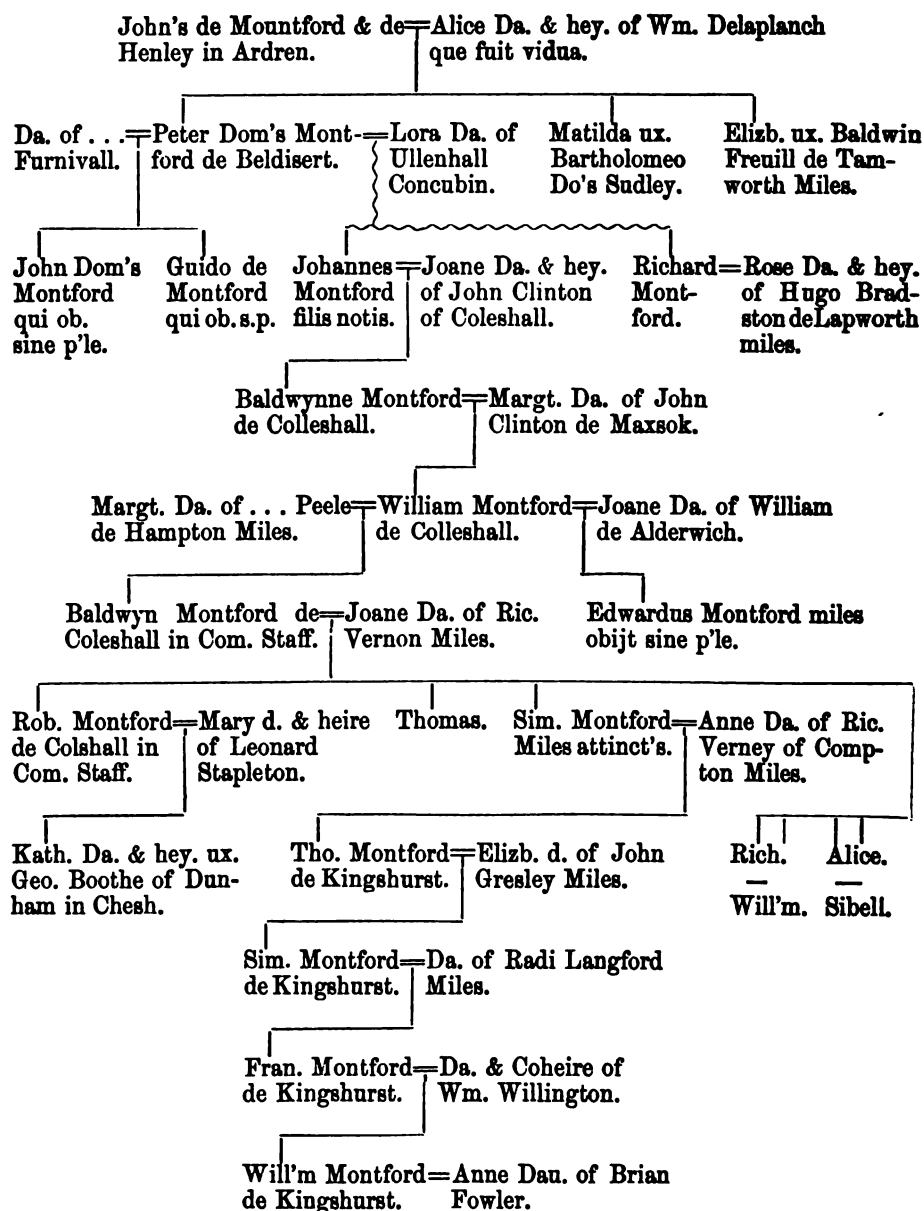 John's de Mountford & de Henley in Ardren.
Alice Da. & hey. of Wm. Delaplanch que fuit vidua.
Da. of . . . Furnivall.
Peter Dom's Montford de Beldisert.
Lora Da. of Ullenhall Concubin.
Matilda ux. Bartholomeo Do's Sudley.
Elizb. ux. Baldwin Freuill de Tamworth Miles.
John Dom's Montford qui ob. sine p'le.
Guido de Montford qui ob. s.p.
Johannes Montford filis notis.
Joane Da. & hey. of John Clinton of Coleshall.
Richard Mont-ford.
Rose Da. & hey. of Hugo Brad-ston de Lapworth miles.
Baldwynne Montford de Colleshall.
Margt. Da. of John Clinton de Maxsok.
Margt. Da. of . . . Peele de Hampton Miles.
William Montford de Colleshall.
Joane Da. of William de Alderwich.
Baldwyn Montford de Coleshall in Com. Staff.
Joane Da. of Ric. Vernon Miles.
Edwardus Montford miles obijt sine p'le.
Rob. Montford de Colshall in Com. Staff.
Mary d. & heire of Leonard Stapleton.
Thomas.
Sim. Montford Miles attinct's.
Anne Da. of Ric. Verney of Comp-ton Miles.
Kath. Da. & hey. ux. Geo. Boothe of Dun-ham in Chesh.
Tho. Montford de Kingshurst.
Elizb. d. of John Gresley Miles.
Rich.
Alice.
Will'm.
Sibell.
Sim. Montford de Kingshurst.
Da. of Radi Langford Miles.
Fran. Montford de Kingshurst.
Da. & Coheire of Wm. Willington.
Will'm Montford de Kingshurst.
Anne Dau. of Brian Fowler.